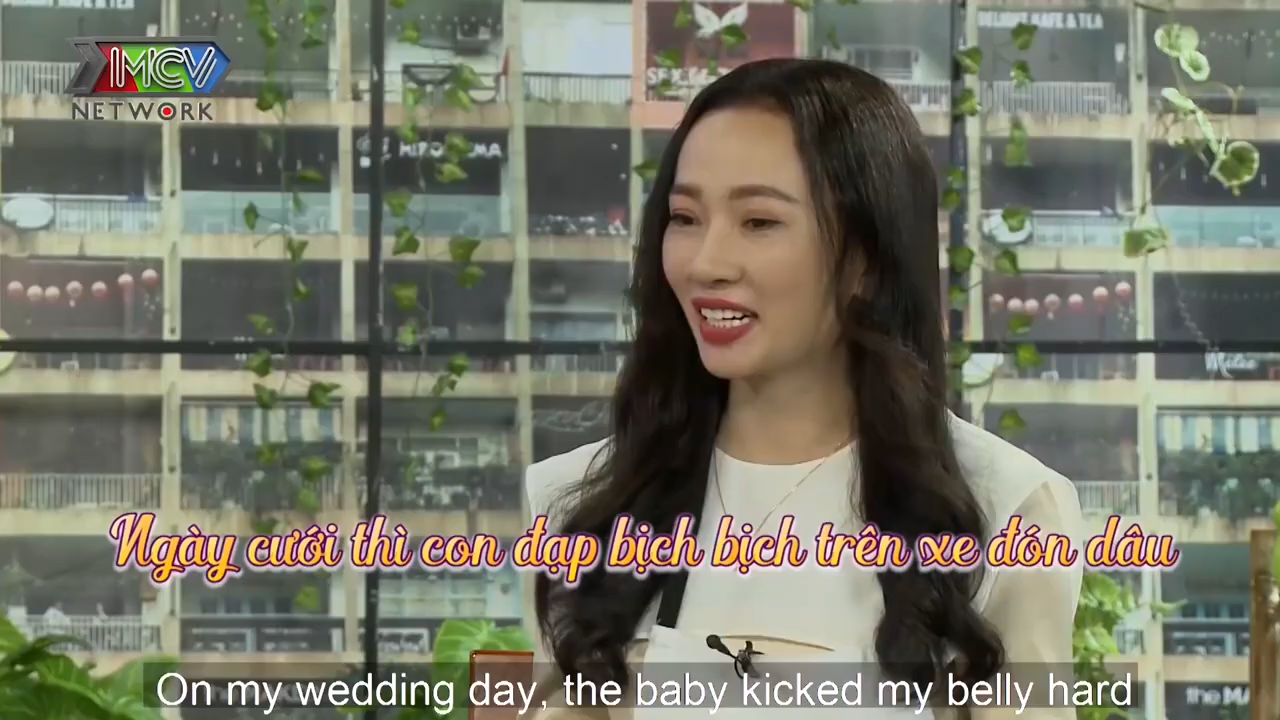 MCV
NETWORK
Ngày cưới thì con đạp bịch bịch trên xe đón dâu
On my wedding day, the baby kicked my belly hard